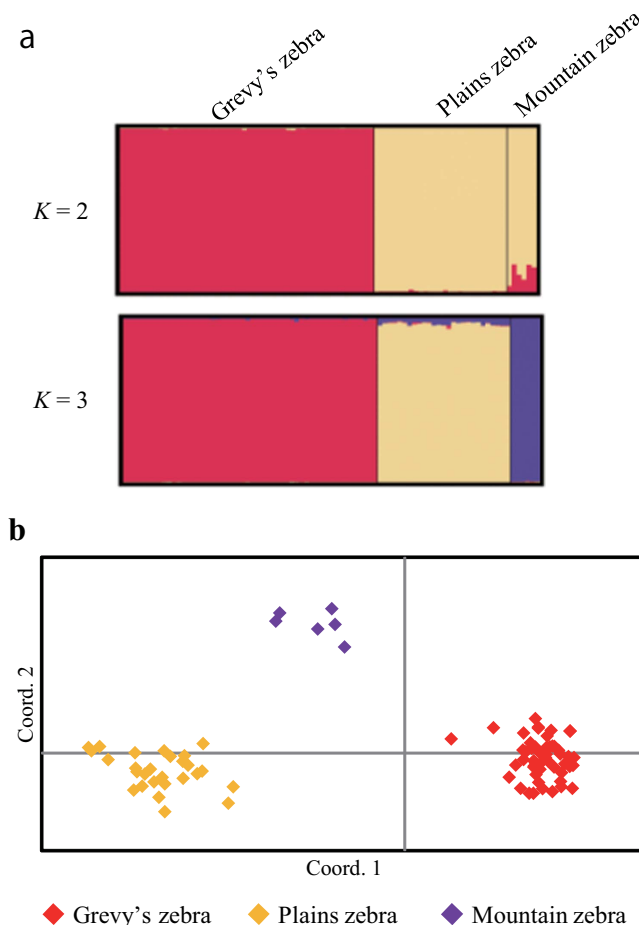 a
Grevy’s zebra
Plains zebra
Mountain zebra
K = 2
K = 3
b
Coord. 2
Coord. 1
Grevy’s zebra Plains zebra Mountain zebra